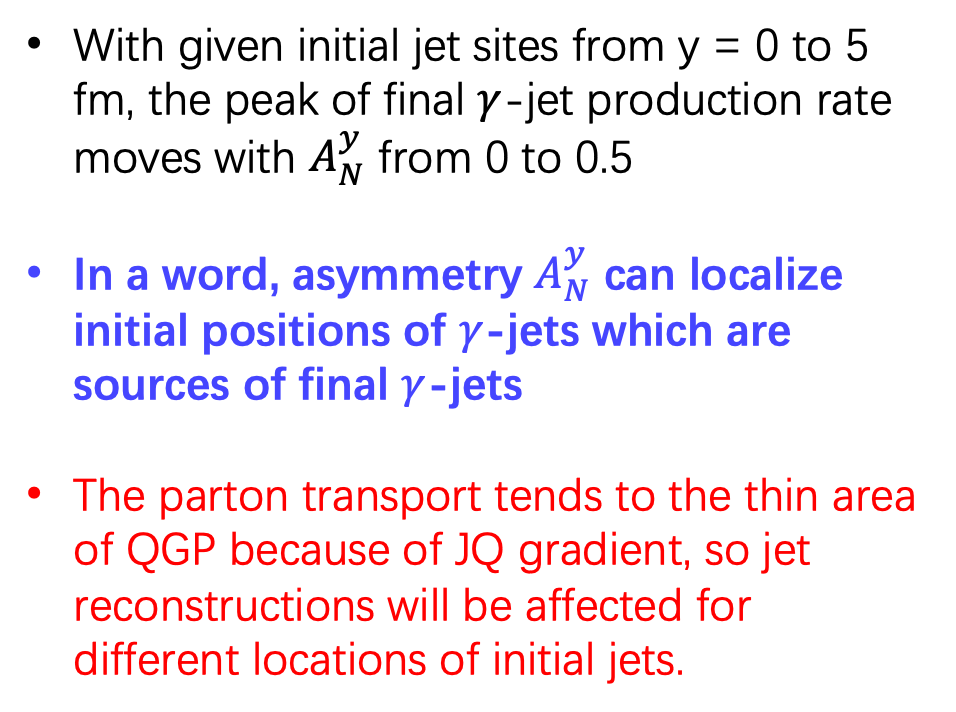 • With given initial jet sites from y = 0 to 5
fm, the peak of final γ-jet production rate
moves with A_N^y from 0 to 0.5
• In a word, asymmetry A_N^y can localize
initial positions of γ-jets which are
sources of final γ-jets
• The parton transport tends to the thin area
of QGP because of JQ gradient, so jet
reconstructions will be affected for
different locations of initial jets.